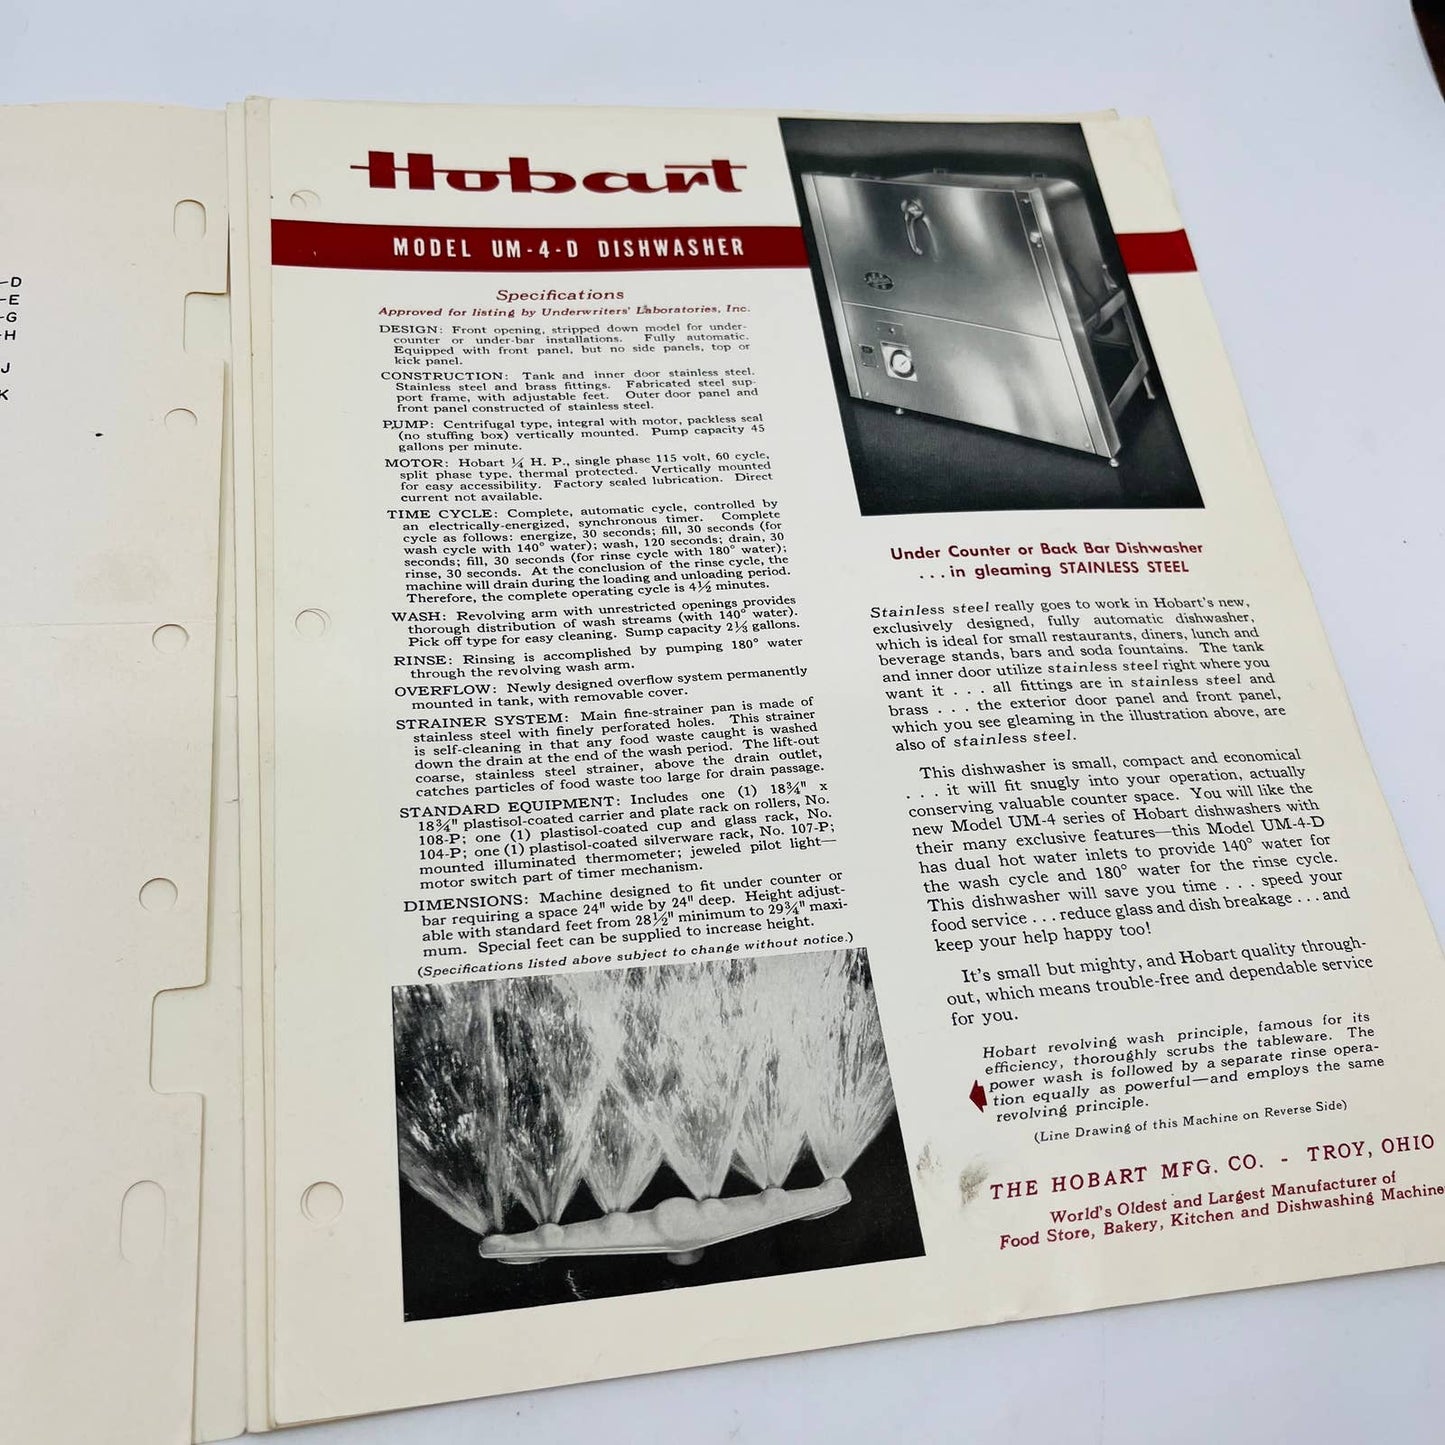 -D
-E
-G
-H
J
K
Hobart
MODEL UM-4-D DISHWASHER
Specifications
Approved for listing by Underwriters' Laboratories, Inc.
DESIGN: Front opening, stripped down model for under-
counter or under-bar installations. Fully automatic.
Equipped with front panel, but no side panels, top or
kick panel.
CONSTRUCTION: Tank and inner door stainless steel.
Stainless steel and brass fittings. Fabricated steel sup-
port frame, with adjustable feet. Outer door panel and
front panel constructed of stainless steel.
PUMP: Centrifugal type, integral with motor, packless seal
(no stuffing box) vertically mounted. Pump capacity 45
gallons per minute.
MOTOR: Hobart ¼ H. P., single phase 115 volt, 60 cycle,
split phase type, thermal protected. Vertically mounted
for easy accessibility. Factory sealed lubrication. Direct
current not available.
TIME CYCLE: Complete, automatic cycle, controlled by
an electrically-energized, synchronous timer. Complete
cycle as follows: energize, 30 seconds; fill, 30 seconds (for
wash cycle with 140° water); wash, 120 seconds; drain, 30
seconds; fill, 30 seconds (for rinse cycle with 180° water);
rinse, 30 seconds. At the conclusion of the rinse cycle, the
machine will drain during the loading and unloading period.
Therefore, the complete operating cycle is 4½ minutes.
WASH: Revolving arm with unrestricted openings provides
thorough distribution of wash streams (with 140° water).
Pick off type for easy cleaning. Sump capacity 2⅓ gallons.
RINSE: Rinsing is accomplished by pumping 180° water
through the revolving wash arm.
OVERFLOW: Newly designed overflow system permanently
mounted in tank, with removable cover.
STRAINER SYSTEM: Main fine-strainer pan is made of
stainless steel with finely perforated holes. This strainer
is self-cleaning in that any food waste caught is washed
down the drain at the end of the wash period. The lift-out
coarse, stainless steel strainer, above the drain outlet,
catches particles of food waste too large for drain passage.
STANDARD EQUIPMENT: Includes one (1) 18¾" x
18¾" plastisol-coated carrier and plate rack on rollers, No.
108-P; one (1) plastisol-coated cup and glass rack, No.
104-P; one (1) plastisol-coated silverware rack, No. 107-P;
mounted illuminated thermometer; jeweled pilot light—
motor switch part of timer mechanism.
DIMENSIONS: Machine designed to fit under counter or
bar requiring a space 24" wide by 24" deep. Height adjust-
able with standard feet from 28½" minimum to 29¾" maxi-
mum. Special feet can be supplied to increase height.
(Specifications listed above subject to change without notice.)
Under Counter or Back Bar Dishwasher
. . . in gleaming STAINLESS STEEL
Stainless steel really goes to work in Hobart's new,
exclusively designed, fully automatic dishwasher,
which is ideal for small restaurants, diners, lunch and
beverage stands, bars and soda fountains. The tank
and inner door utilize stainless steel right where you
want it . . . all fittings are in stainless steel and
brass . . . the exterior door panel and front panel,
which you see gleaming in the illustration above, are
also of stainless steel.
This dishwasher is small, compact and economical
. . . it will fit snugly into your operation, actually
conserving valuable counter space. You will like the
new Model UM-4 series of Hobart dishwashers with
their many exclusive features—this Model UM-4-D
has dual hot water inlets to provide 140° water for
the wash cycle and 180° water for the rinse cycle.
This dishwasher will save you time . . . speed your
food service . . . reduce glass and dish breakage . . . and
keep your help happy too!
It's small but mighty, and Hobart quality through-
out, which means trouble-free and dependable service
for you.
Hobart revolving wash principle, famous for its
efficiency, thoroughly scrubs the tableware. The
power wash is followed by a separate rinse opera-
tion equally as powerful—and employs the same
revolving principle.
(Line Drawing of this Machine on Reverse Side)
THE HOBART MFG. CO. - TROY, OHIO
World's Oldest and Largest Manufacturer of
Food Store, Bakery, Kitchen and Dishwashing Machine